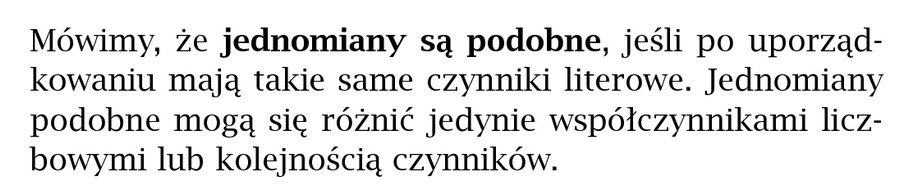 Mówimy, że jednomiany są podobne, jeśli po uporząd-
kowaniu mają takie same czynniki literowe. Jednomiany
podobne mogą się różnić jedynie współczynnikami licz-
bowymi lub kolejnością czynników.